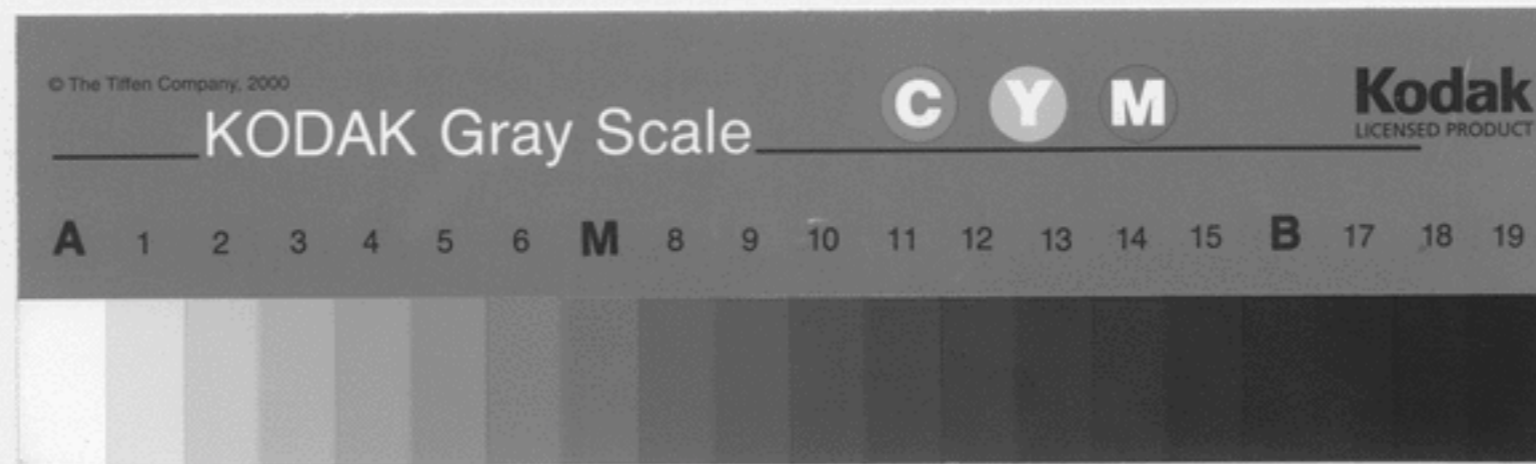 © The Tiffen Company, 2000
KODAK Gray Scale
C Y M
Kodak
LICENSED PRODUCT
A 1 2 3 4 5 6 M 8 9 10 11 12 13 14 15 B 17 18 19